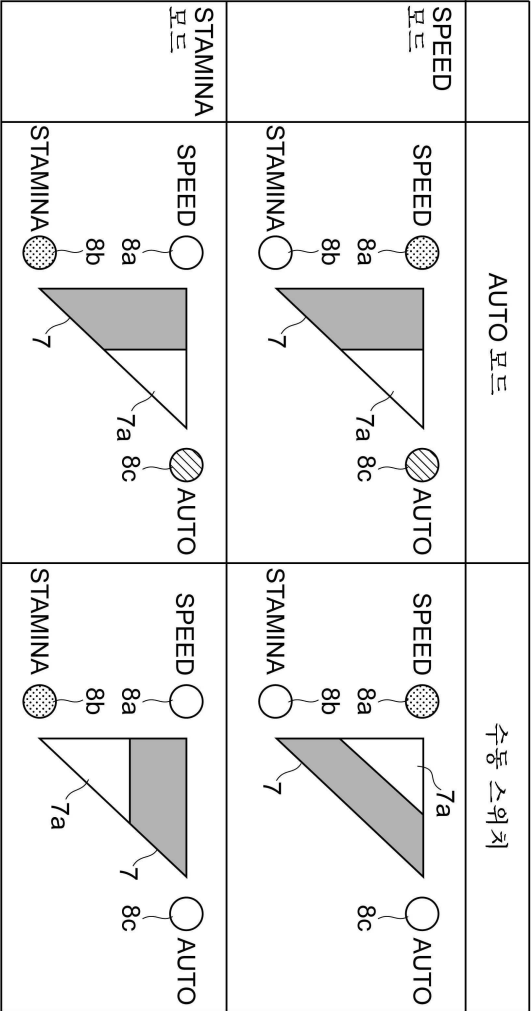 AUTO 모드
수동 스위치
SPEED
모드
SPEED
AUTO
8a
7a
8c
8b
STAMINA
7
7a
SPEED
AUTO
8a
8c
8b
STAMINA
7
STAMINA
모드
SPEED
AUTO
8a
7a
8c
8b
STAMINA
7
SPEED
AUTO
8a
7
8c
8b
STAMINA
7a